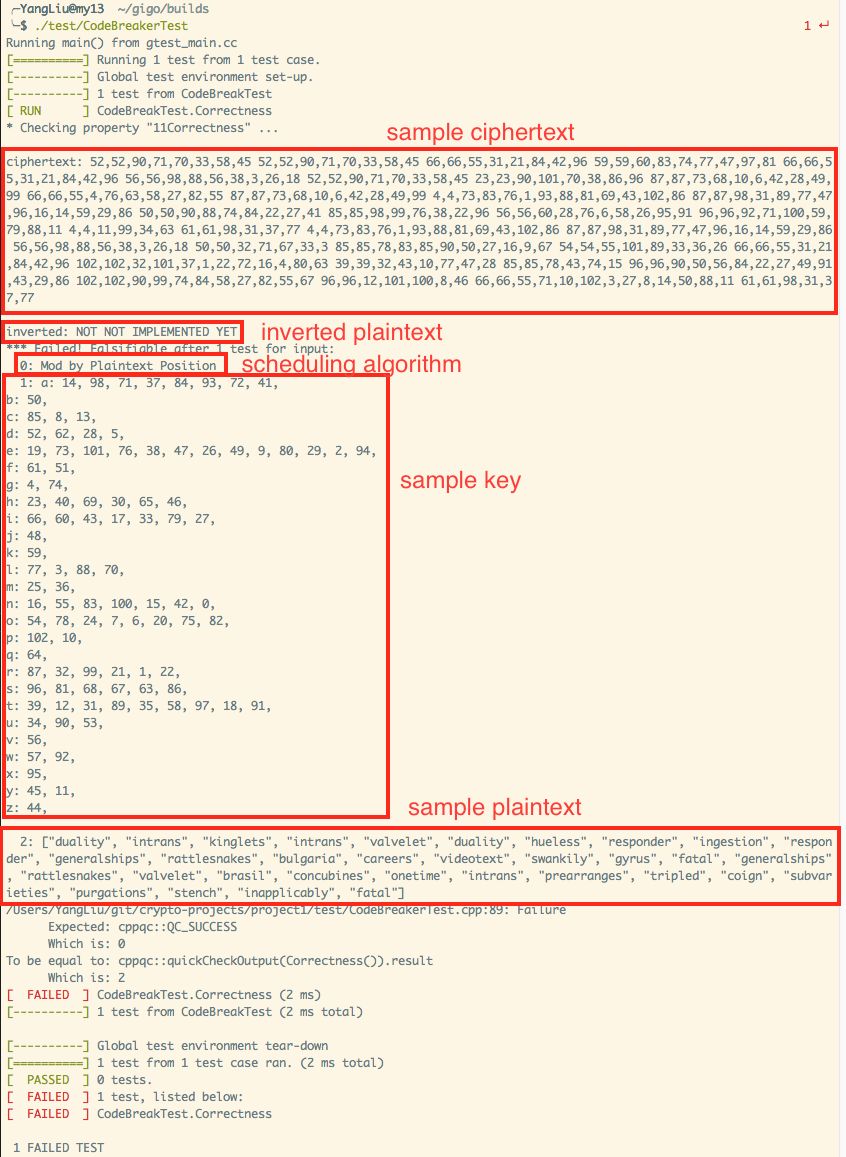 YangLiu@my13 ~/gigo/builds
$ ./test/CodeBreakerTest 1 ↵
Running main() from gtest_main.cc
[==========] Running 1 test from 1 test case.
[----------] Global test environment set-up.
[----------] 1 test from CodeBreakTest
[ RUN      ] CodeBreakTest.Correctness
* Checking property "11Correctness" ...
sample ciphertext
ciphertext: 52,52,90,71,70,33,58,45 52,52,90,71,70,33,58,45 66,66,55,31,21,84,42,96 59,59,60,83,74,77,47,97,81 66,66,5
5,31,21,84,42,96 56,56,98,88,56,38,3,26,18 52,52,90,71,70,33,58,45 23,23,90,101,70,38,86,96 87,87,73,68,10,6,42,28,49,
99 66,66,55,4,76,63,58,27,82,55 87,87,73,68,10,6,42,28,49,99 4,4,73,83,76,1,93,88,81,69,43,102,86 87,87,98,31,89,77,47
,96,16,14,59,29,86 50,50,90,88,74,84,22,27,41 85,85,98,99,76,38,22,96 56,56,60,28,76,6,58,26,95,91 96,96,92,71,100,59,
79,88,11 4,4,11,99,34,63 61,61,98,31,37,77 4,4,73,83,76,1,93,88,81,69,43,102,86 87,87,98,31,89,77,47,96,16,14,59,29,86
56,56,98,88,56,38,3,26,18 50,50,32,71,67,33,3 85,85,78,83,85,90,50,27,16,9,67 54,54,55,101,89,33,36,26 66,66,55,31,21
,84,42,96 102,102,32,101,37,1,22,72,16,4,80,63 39,39,32,43,10,77,47,28 85,85,78,43,74,15 96,96,90,50,56,84,22,27,49,91
,43,29,86 102,102,90,99,74,84,58,27,82,55,67 96,96,12,101,100,8,46 66,66,55,71,10,102,3,27,8,14,50,88,11 61,61,98,31,3
7,77
inverted: NOT NOT IMPLEMENTED YET inverted plaintext
*** Failed! Falsifiable after 1 test for input:
0: Mod by Plaintext Position scheduling algorithm
1: a: 14, 98, 71, 37, 84, 93, 72, 41,
b: 50,
c: 85, 8, 13,
d: 52, 62, 28, 5,
e: 19, 73, 101, 76, 38, 47, 26, 49, 9, 80, 29, 2, 94,
f: 61, 51,
g: 4, 74,
sample key
h: 23, 40, 69, 30, 65, 46,
i: 66, 60, 43, 17, 33, 79, 27,
j: 48,
k: 59,
l: 77, 3, 88, 70,
m: 25, 36,
n: 16, 55, 83, 100, 15, 42, 0,
o: 54, 78, 24, 7, 6, 20, 75, 82,
p: 102, 10,
q: 64,
r: 87, 32, 99, 21, 1, 22,
s: 96, 81, 68, 67, 63, 86,
t: 39, 12, 31, 89, 35, 58, 97, 18, 91,
u: 34, 90, 53,
v: 56,
w: 57, 92,
x: 95,
y: 45, 11,
z: 44,
sample plaintext
2: ["duality", "intrans", "kinglets", "intrans", "valvelet", "duality", "hueless", "responder", "ingestion", "respon
der", "generalships", "rattlesnakes", "bulgaria", "careers", "videotext", "swankily", "gyrus", "fatal", "generalships"
, "rattlesnakes", "valvelet", "brasil", "concubines", "onetime", "intrans", "prearranges", "tripled", "coign", "subvar
ieties", "purgations", "stench", "inapplicably", "fatal"]
/Users/YangLiu/git/crypto-projects/project1/test/CodeBreakerTest.cpp:89: Failure
Expected: cppqc::QC_SUCCESS
Which is: 0
To be equal to: cppqc::quickCheckOutput(Correctness()).result
Which is: 2
[  FAILED  ] CodeBreakTest.Correctness (2 ms)
[----------] 1 test from CodeBreakTest (2 ms total)
[----------] Global test environment tear-down
[==========] 1 test from 1 test case ran. (2 ms total)
[  PASSED  ] 0 tests.
[  FAILED  ] 1 test, listed below:
[  FAILED  ] CodeBreakTest.Correctness
1 FAILED TEST